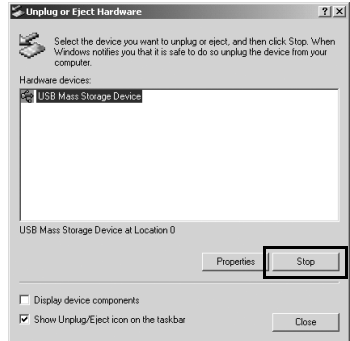 Unplug or Eject Hardware
Select the device you want to unplug or eject, and then click Stop. When
Windows notifies you that it is safe to do so unplug the device from your
computer.
Hardware devices:
USB Mass Storage Device
USB Mass Storage Device at Location 0
Properties
Stop
Display device components
Show Unplug/Eject icon on the taskbar
Close